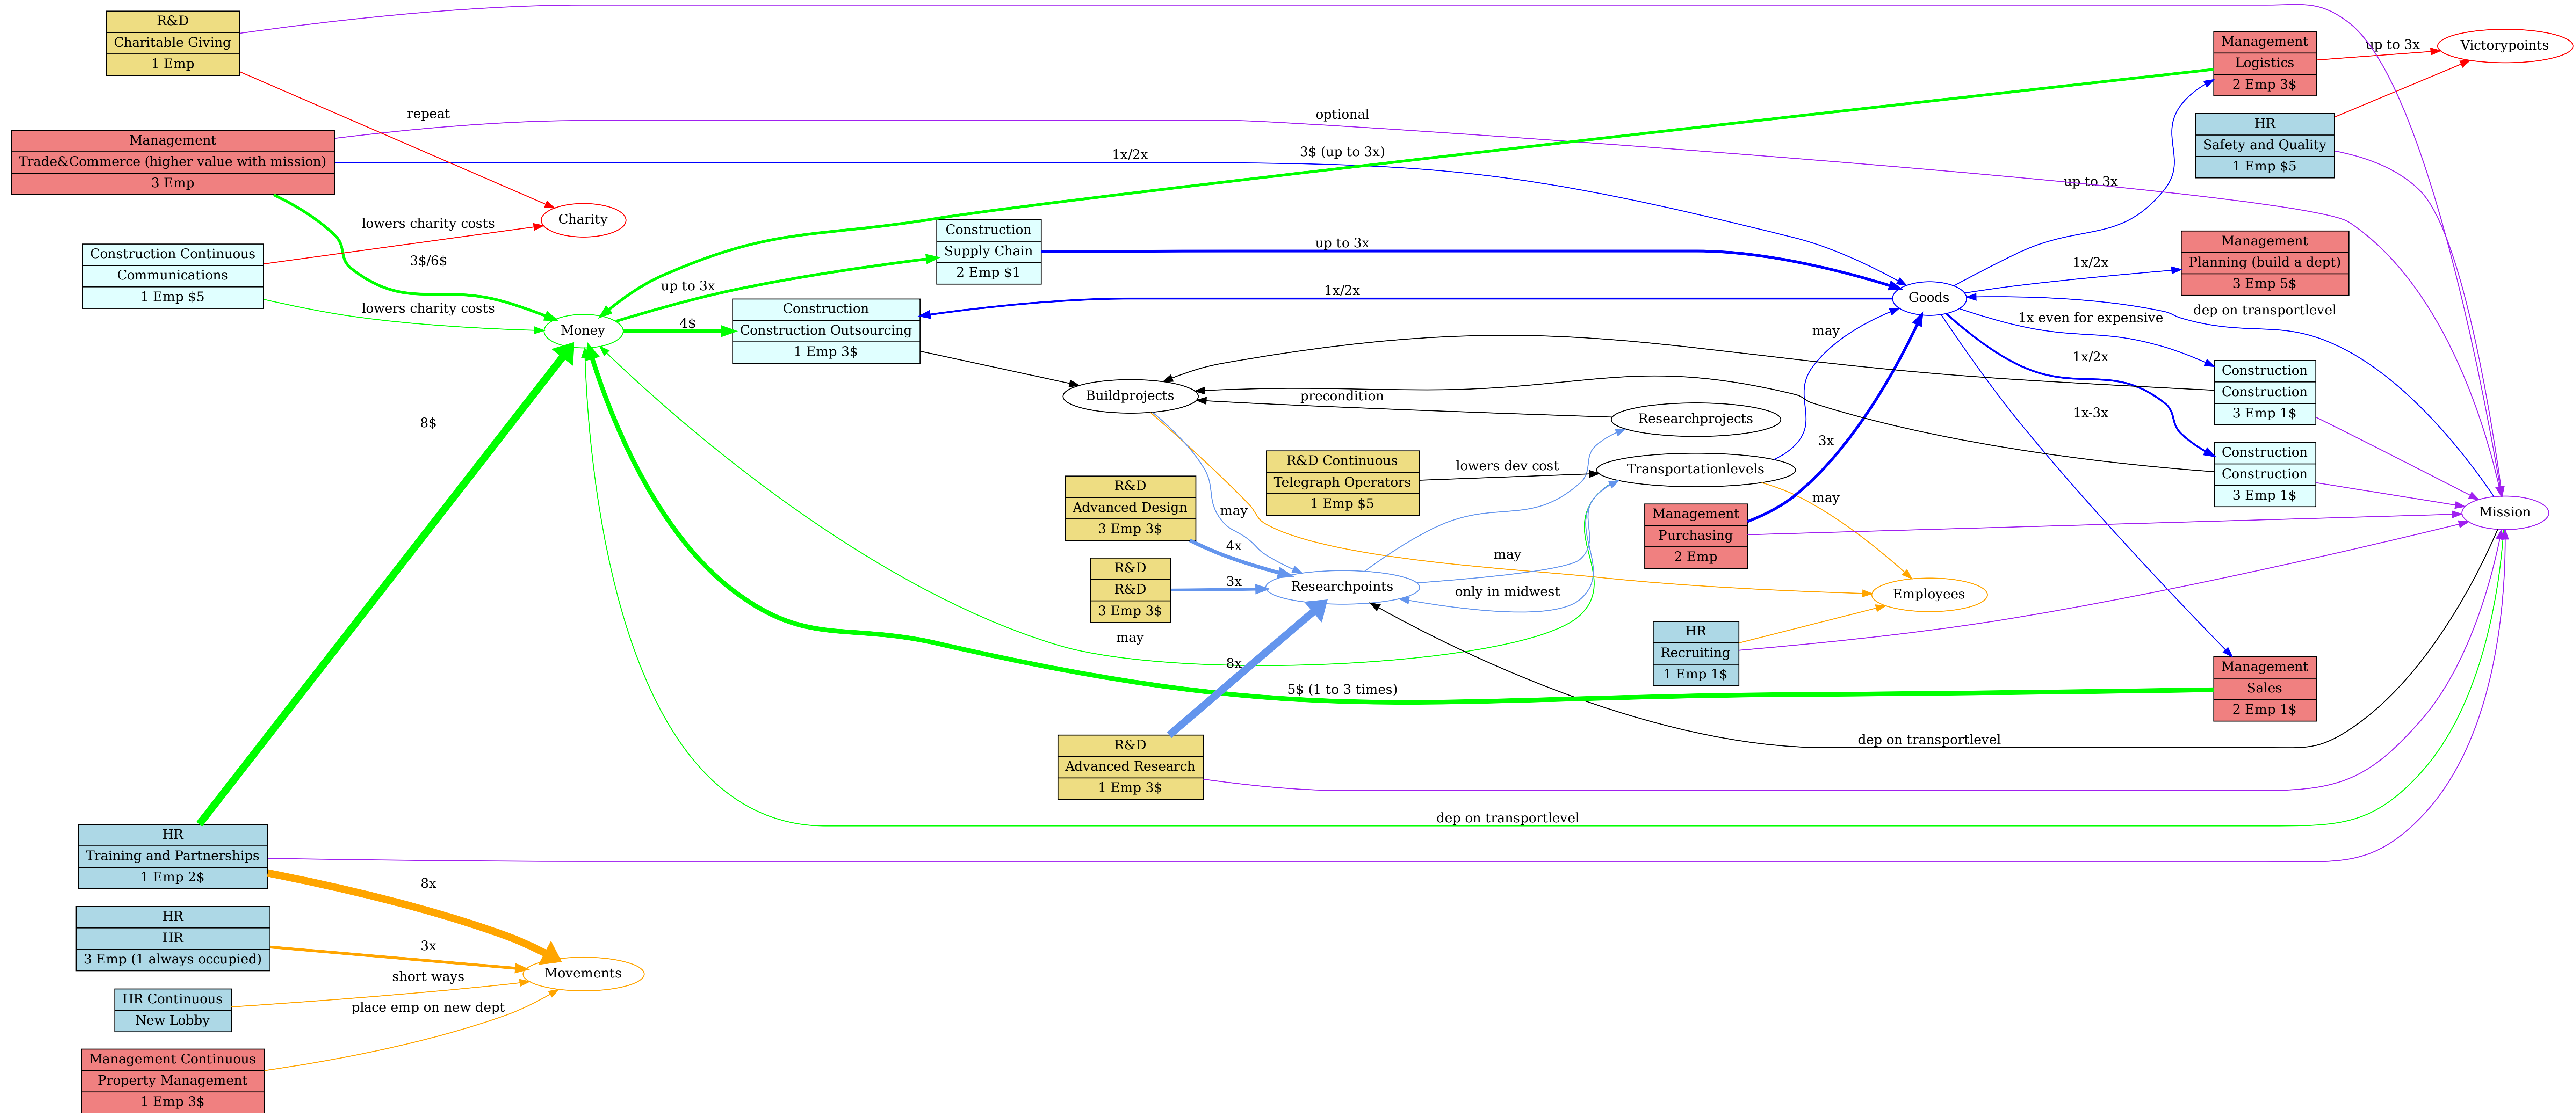 R&D
Charitable Giving
1 Emp
Management
Trade&Commerce (higher value with mission)
3 Emp
Construction Continuous
Communications
1 Emp $5
HR
Training and Partnerships
1 Emp 2$
HR
HR
3 Emp (1 always occupied)
HR Continuous
New Lobby
Management Continuous
Property Management
1 Emp 3$
repeat
lowers charity costs
3$/6$
lowers charity costs
8$
8x
3x
short ways
place emp on new dept
Charity
Money
Movements
up to 3x
4$
Construction
Supply Chain
2 Emp $1
Construction
Construction Outsourcing
1 Emp 3$
Buildprojects
R&D
Advanced Design
3 Emp 3$
R&D
R&D
3 Emp 3$
R&D
Advanced Research
1 Emp 3$
1x/2x
may
may
4x
3x
8x
optional
3$ (up to 3x)
up to 3x
1x/2x
precondition
R&D Continuous
Telegraph Operators
1 Emp $5
Researchpoints
5$ (1 to 3 times)
lowers dev cost
may
only in midwest
dep on transportlevel
Researchprojects
Transportationlevels
Management
Purchasing
2 Emp
HR
Recruiting
1 Emp 1$
may
3x
may
dep on transportlevel
Goods
Employees
up to 3x
1x/2x
1x even for expensive
1x/2x
1x-3x
Management
Logistics
2 Emp 3$
HR
Safety and Quality
1 Emp $5
Management
Planning (build a dept)
3 Emp 5$
dep on transportlevel
Construction
Construction
3 Emp 1$
Construction
Construction
3 Emp 1$
Management
Sales
2 Emp 1$
up to 3x
Victorypoints
Mission